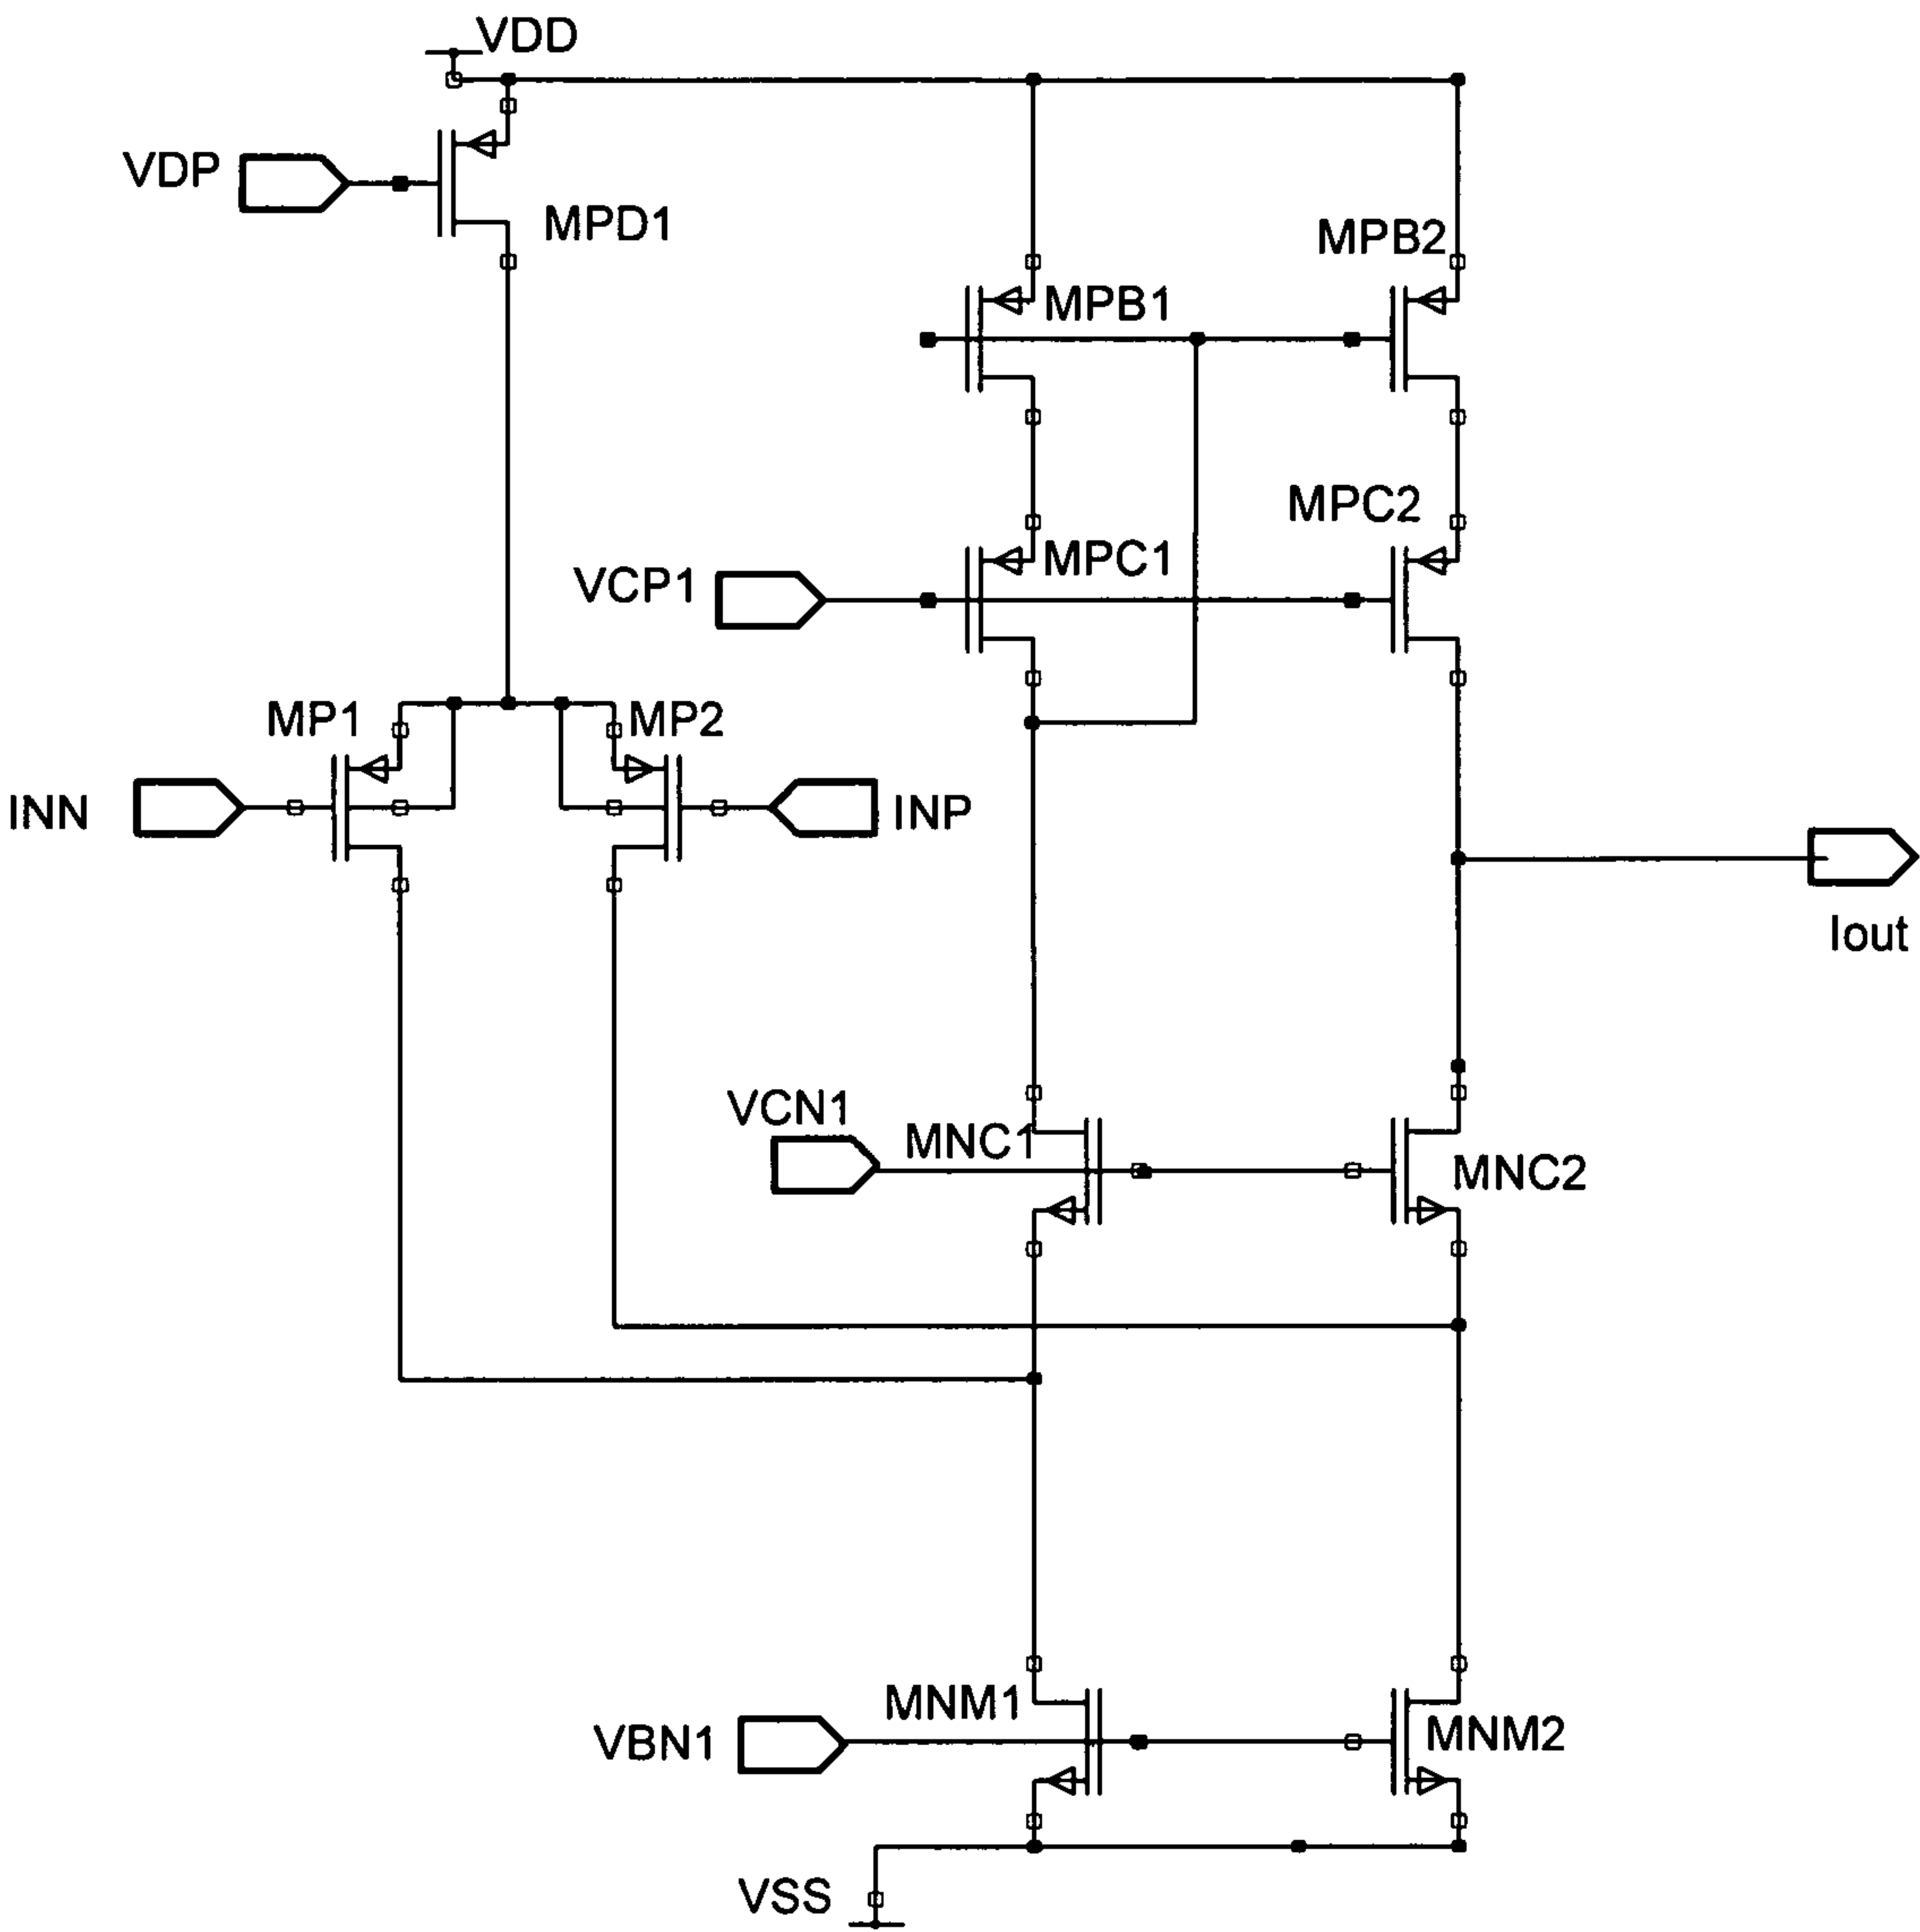 VDD
VDP
MPD1
MPB2
MPB1
MPC2
MPC1
VCP1
MP1
MP2
INN
INP
Iout
VCN1
MNC1
MNC2
MNM1
MNM2
VBN1
VSS